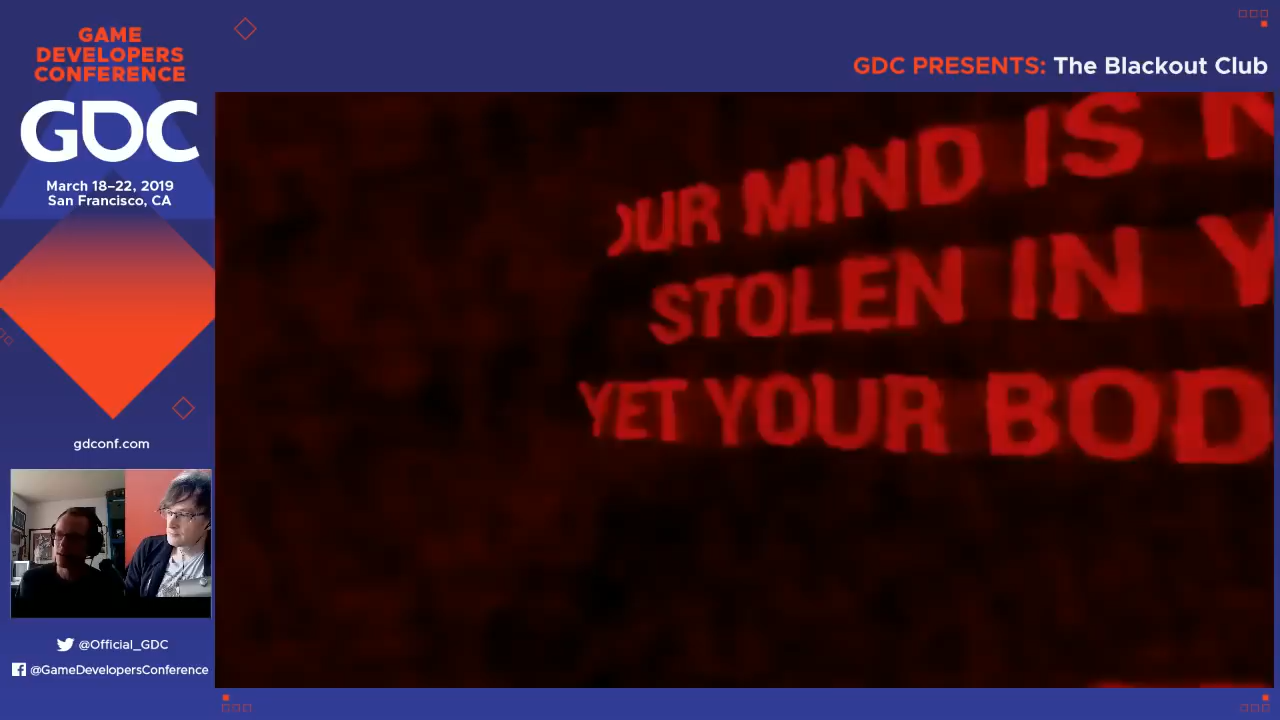 GAME
DEVELOPERS
CONFERENCE
GDC
March 18–22, 2019
San Francisco, CA
gdconf.com
@Official_GDC
@GameDevelopersConference
GDC PRESENTS: The Blackout Club
OUR MIND IS
STOLEN IN
YET YOUR BOD